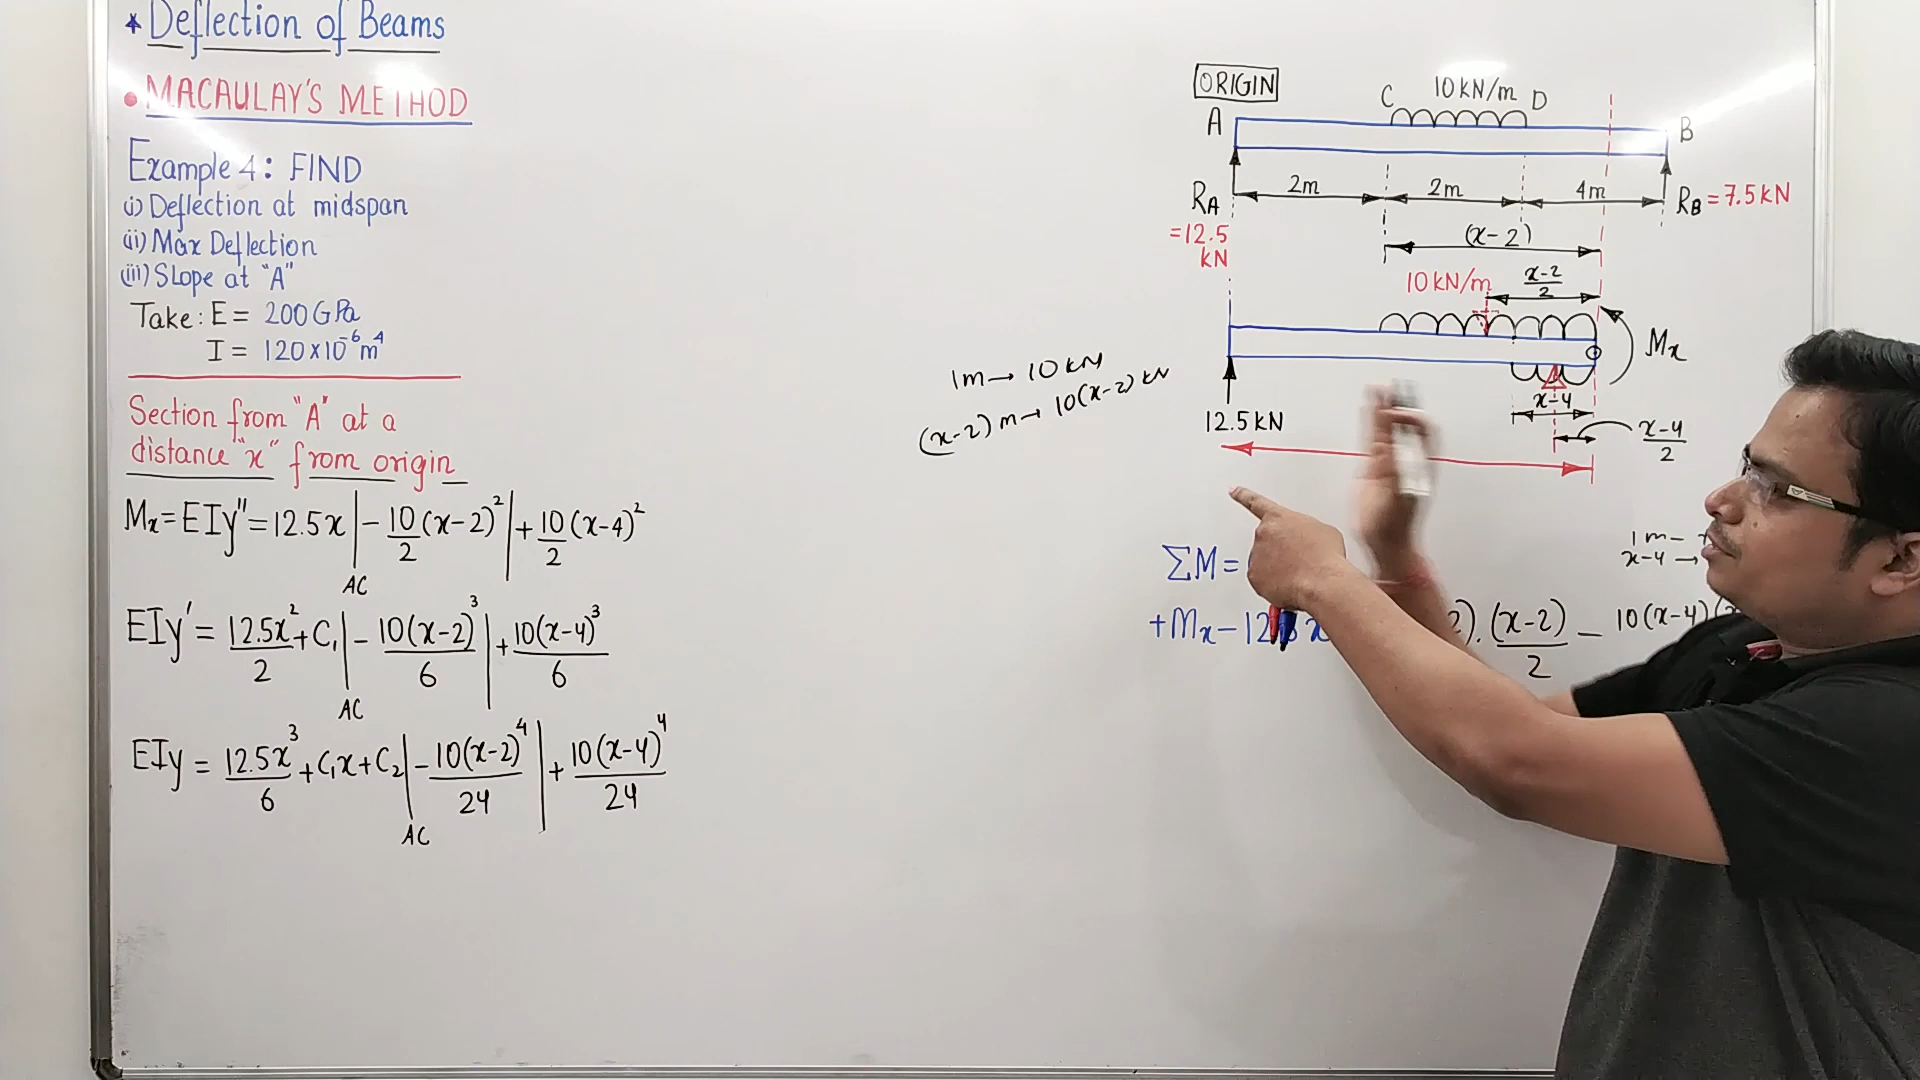 * Deflection of Beams
• MACAULAY'S METHOD
Example 4: FIND
(i) Deflection at midspan
(ii) Max Deflection
(iii) Slope at "A"
Take: E = 200 GPa
I = 120×10⁻⁶ m⁴
Section from "A" at a
distance "x" from origin
Mx = EIy'' = 12.5x | - 10/2 (x-2)² | + 10/2 (x-4)²
AC
EIy' = 12.5x²/2 + C₁ | - 10(x-2)³/6 | + 10(x-4)³/6
AC
EIy = 12.5x³/6 + C₁x + C₂ | - 10(x-2)⁴/24 | + 10(x-4)⁴/24
AC
1m → 10 kN
(x-2) m → 10(x-2) kN
ORIGIN
C 10 kN/m D
A B
RA 2m 2m 4m RB = 7.5 kN
= 12.5
kN
(x-2)
10 kN/m (x-2)/2
Mx
x-4
12.5 kN
(x-4)/2
1m -
x-4 →
ΣM =
+Mx - 12.5x 2).(x-2)/2 - 10(x-4)